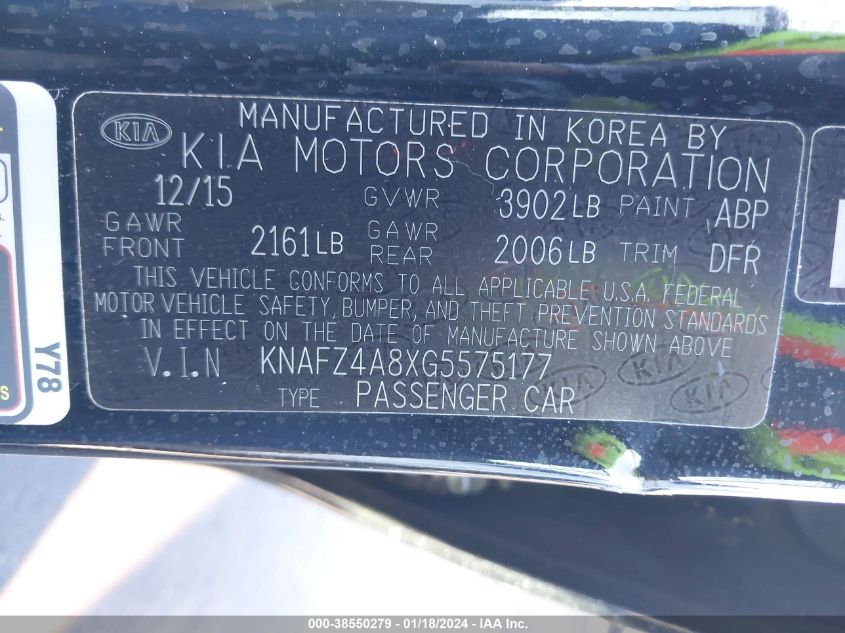 KIA
MANUFACTURED IN KOREA BY
KIA MOTORS CORPORATION
12/15 GVWR 3902LB PAINT ABP
GAWR FRONT 2161LB GAWR REAR 2006LB TRIM DFR
THIS VEHICLE CONFORMS TO ALL APPLICABLE U.S.A. FEDERAL
MOTOR VEHICLE SAFETY, BUMPER, AND THEFT PREVENTION STANDARDS
IN EFFECT ON THE DATE OF MANUFACTURE SHOWN ABOVE
V.I.N KNAFZ4A8XG5575177
TYPE PASSENGER CAR
Y78
000-38550279 - 01/18/2024 - IAA Inc.